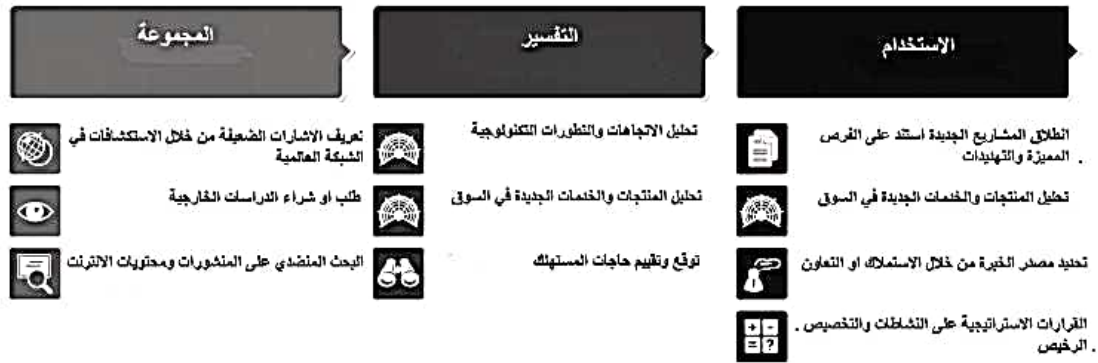 المجموعة
التفسير
الاستخدام
تعريف الاشارات الضعيفة من خلال الاستكشافات في
الشبكة العالمية
طلب او شراء الدراسات الخارجية
البحث المنضدي على المنشورات ومحتويات الانترنت
تحليل الاتجاهات والتطورات التكنولوجية
تحليل المنتجات والخدمات الجديدة في السوق
توقع وتقييم حاجات المستهلك
انطلاق المشاريع الجديدة استند على الفرص
المميزة والتهديدات .
تحليل المنتجات والخدمات الجديدة في السوق
تحديد مصدر الخبرة من خلال الاستملاك او التعاون
القرارات الاستراتيجية على النشاطات والتخصيص .
الرخيص .